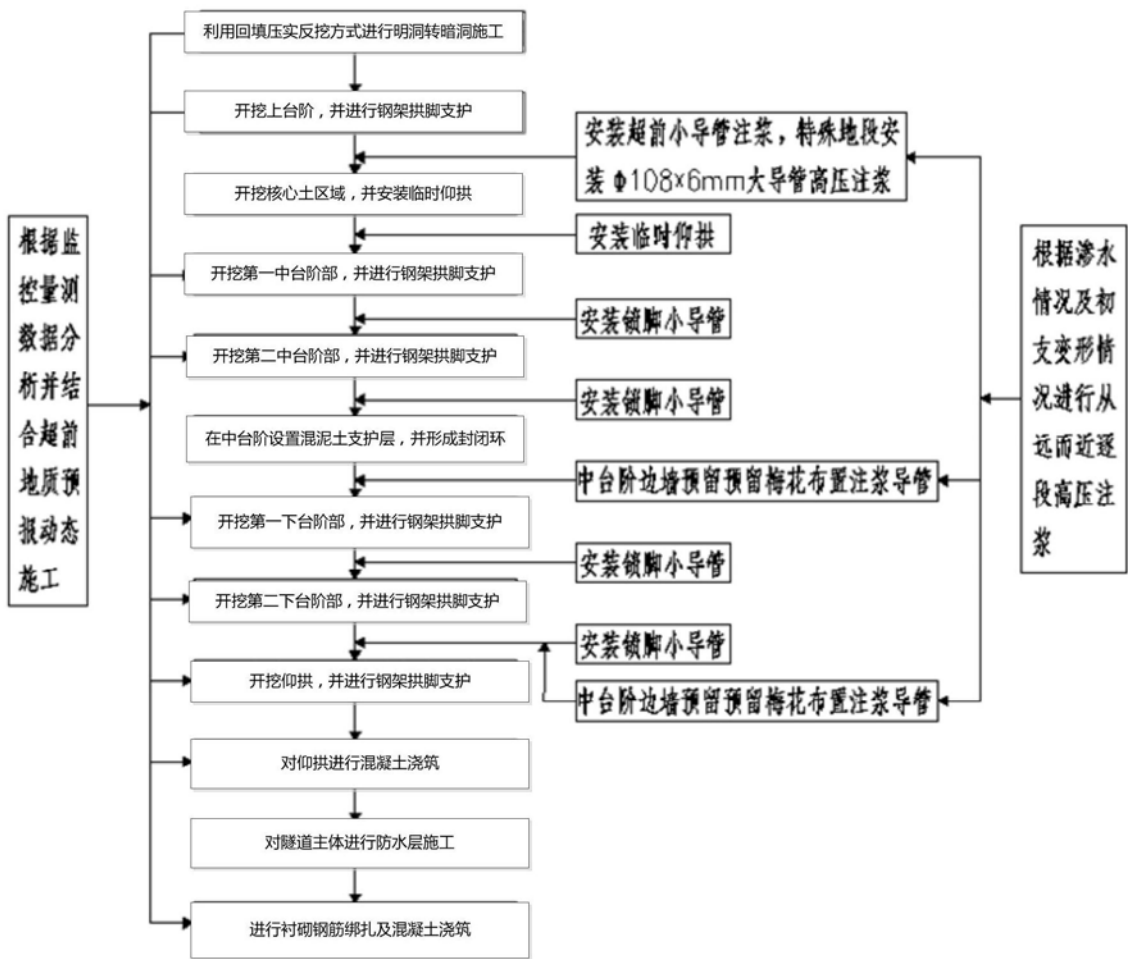 利用回填压实反挖方式进行明洞转暗洞施工
开挖上台阶，并进行钢架拱脚支护
安装超前小导管注浆，特殊地段安
装Φ108×6mm大导管高压注浆
开挖核心土区域，并安装临时仰拱
安装临时仰拱
开挖第一中台阶部，并进行钢架拱脚支护
安装锁脚小导管
开挖第二中台阶部，并进行钢架拱脚支护
安装锁脚小导管
在中台阶设置混泥土支护层，并形成封闭环
中台阶边墙预留预留梅花布置注浆导管
开挖第一下台阶部，并进行钢架拱脚支护
安装锁脚小导管
开挖第二下台阶部，并进行钢架拱脚支护
安装锁脚小导管
开挖仰拱，并进行钢架拱脚支护
中台阶边墙预留预留梅花布置注浆导管
对仰拱进行混凝土浇筑
对隧道主体进行防水层施工
进行衬砌钢筋绑扎及混凝土浇筑
根据监
控量测
数据分
析并结
合超前
地质预
报动态
施工
根据渗水
情况及初
支变形情
况进行从
远而近逐
段高压注
浆